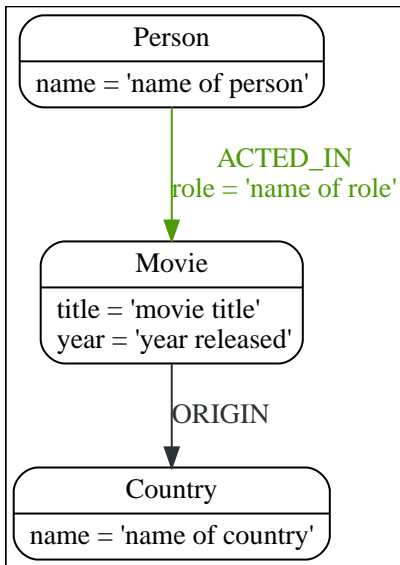 Person
name = 'name of person'
ACTED_IN
role = 'name of role'
Movie
title = 'movie title'
year = 'year released'
ORIGIN
Country
name = 'name of country'